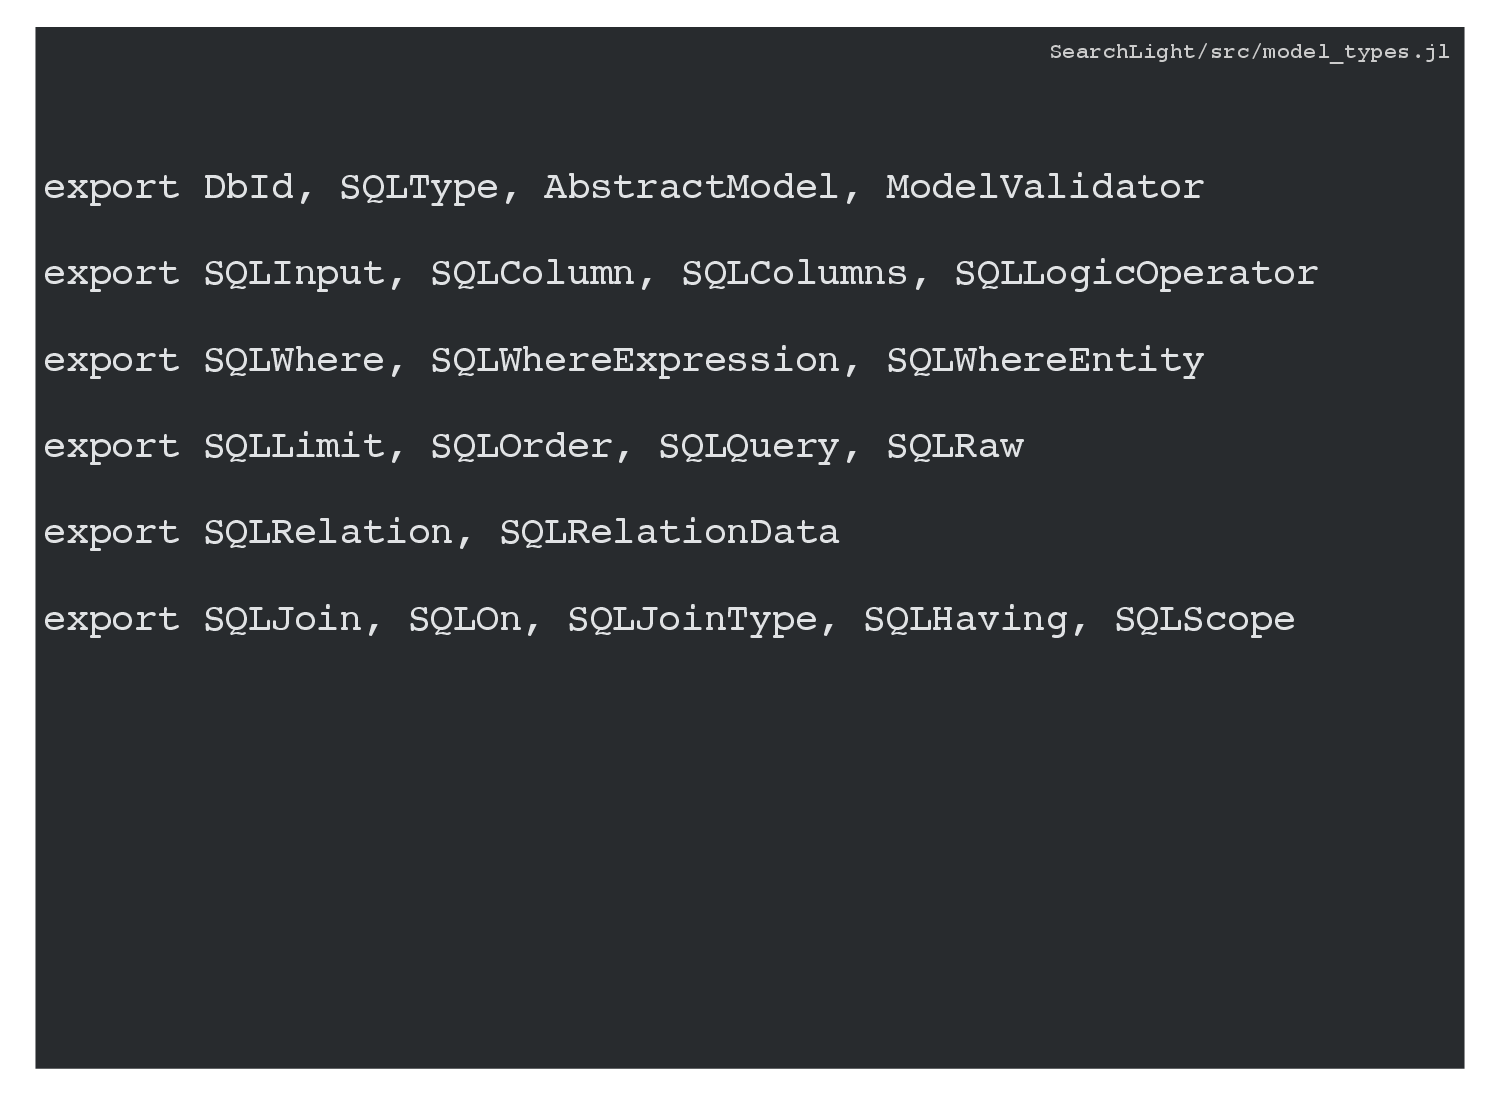 SearchLight/src/model_types.jl
export DbId, SQLType, AbstractModel, ModelValidator
export SQLInput, SQLColumn, SQLColumns, SQLLogicOperator
export SQLWhere, SQLWhereExpression, SQLWhereEntity
export SQLLimit, SQLOrder, SQLQuery, SQLRaw
export SQLRelation, SQLRelationData
export SQLJoin, SQLOn, SQLJoinType, SQLHaving, SQLScope